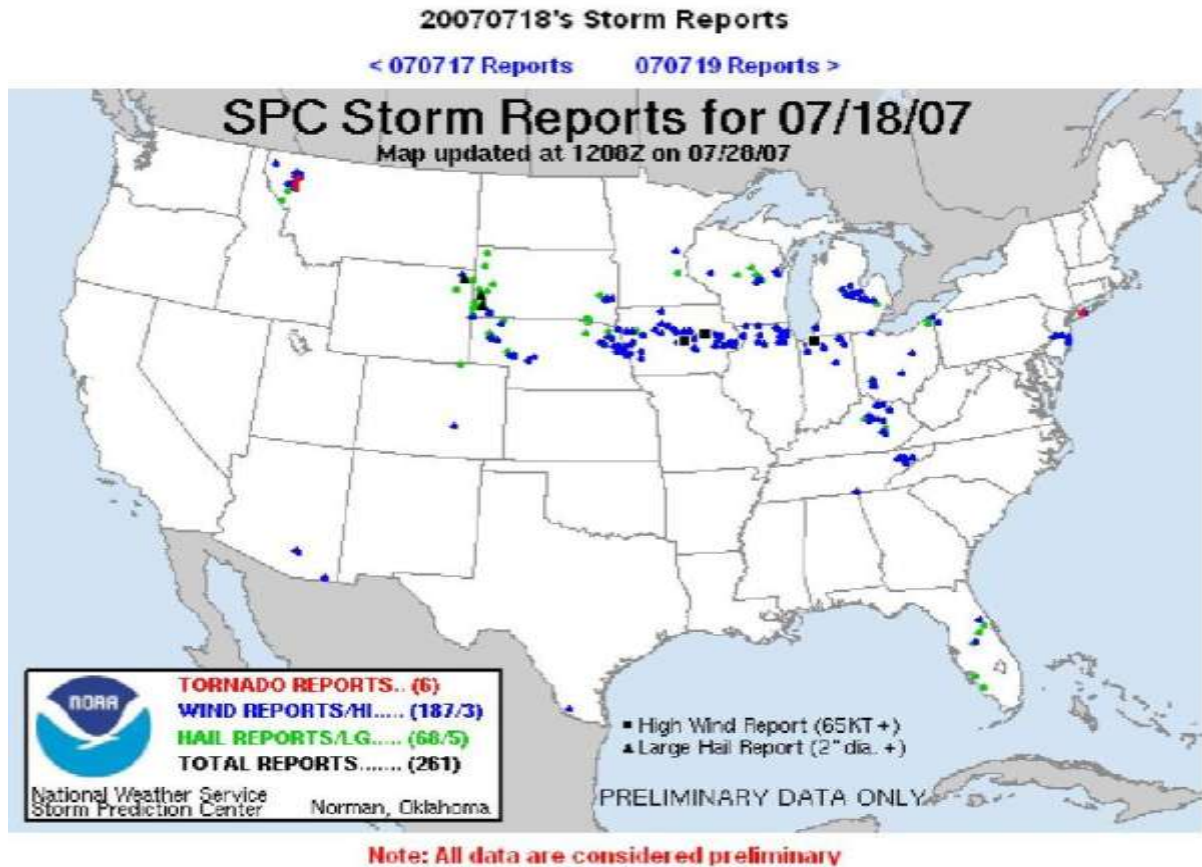 20070718's Storm Reports
< 070717 Reports 070719 Reports >
SPC Storm Reports for 07/18/07
Map updated at 1208Z on 07/28/07
NOAA
TORNADO REPORTS.. (6)
WIND REPORTS/HI..... (187/3)
HAIL REPORTS/LG..... (68/5)
TOTAL REPORTS....... (261)
National Weather Service
Storm Prediction Center Norman, Oklahoma
■ High Wind Report (65KT +)
▲ Large Hail Report (2" dia. +)
PRELIMINARY DATA ONLY
Note: All data are considered preliminary